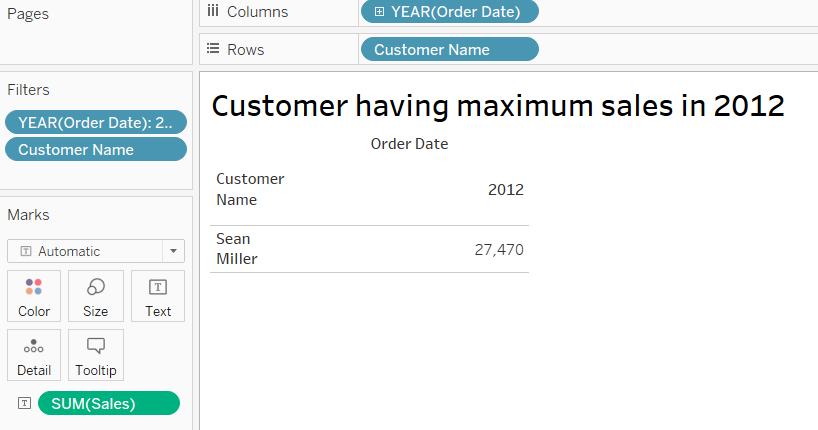 Pages
Columns
YEAR(Order Date)
Rows
Customer Name
Filters
YEAR(Order Date): 2..
Customer Name
Marks
Automatic
Color
Size
Text
Detail
Tooltip
SUM(Sales)
Customer having maximum sales in 2012
Order Date
Customer
Name
2012
Sean
Miller
27,470